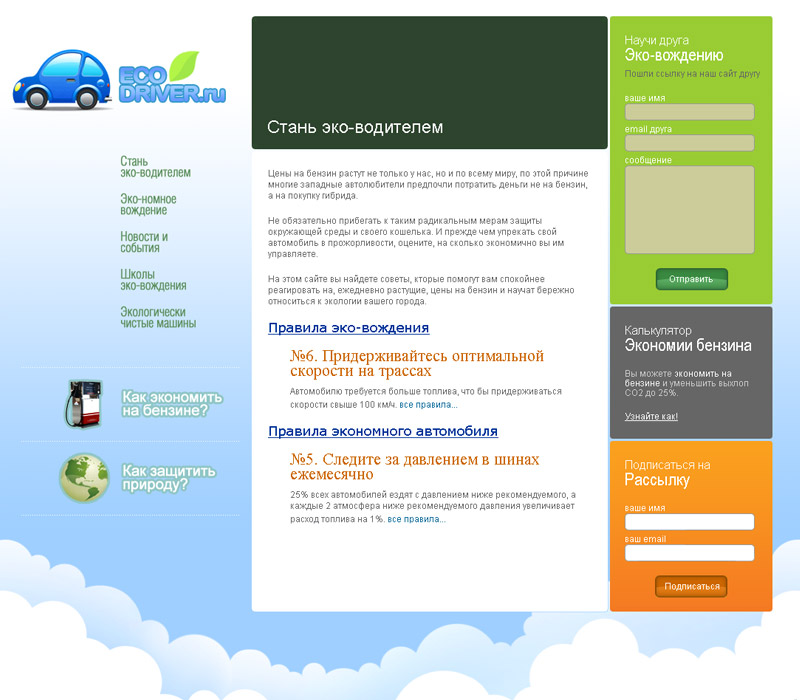 ECO
DRIVER.ru
Стань
эко-водителем
Эко-номное
вождение
Новости и
события
Школы
эко-вождения
Экологически
чистые машины
Как экономить
на бензине?
Как защитить
природу?
Стань эко-водителем
Цены на бензин растут не только у нас, но и по всему миру, по этой причине
многие западные автолюбители предпочли потратить деньги не на бензин,
а на покупку гибрида.
Не обязательно прибегать к таким радикальным мерам защиты
окружающей среды и своего кошелька. И прежде чем упрекать свой
автомобиль в прожорливости, оцените, на сколько экономично вы им
управляете.
На этом сайте вы найдете советы, кторые помогут вам спокойнее
реагировать на, ежедневно растущие, цены на бензин и научат бережно
относиться к экологии вашего города.
Правила эко-вождения
№6. Придерживайтесь оптимальной
скорости на трассах
Автомобилю требуется больше топлива, что бы придерживаться
скорости свыше 100 км/ч. все правила...
Правила экономного автомобиля
№5. Следите за давлением в шинах
ежемесячно
25% всех автомобилей ездят с давлением ниже рекомендуемого, а
каждые 2 атмосфера ниже рекомендуемого давления увеличивает
расход топлива на 1%. все правила...
Научи друга
Эко-вождению
Пошли ссылку на наш сайт другу
ваше имя
email друга
сообщение
Отправить
Калькулятор
Экономии бензина
Вы можете экономить на
бензине и уменьшить выхлоп
CO2 до 25%.
Узнайте как!
Подписаться на
Рассылку
ваше имя
ваш email
Подписаться